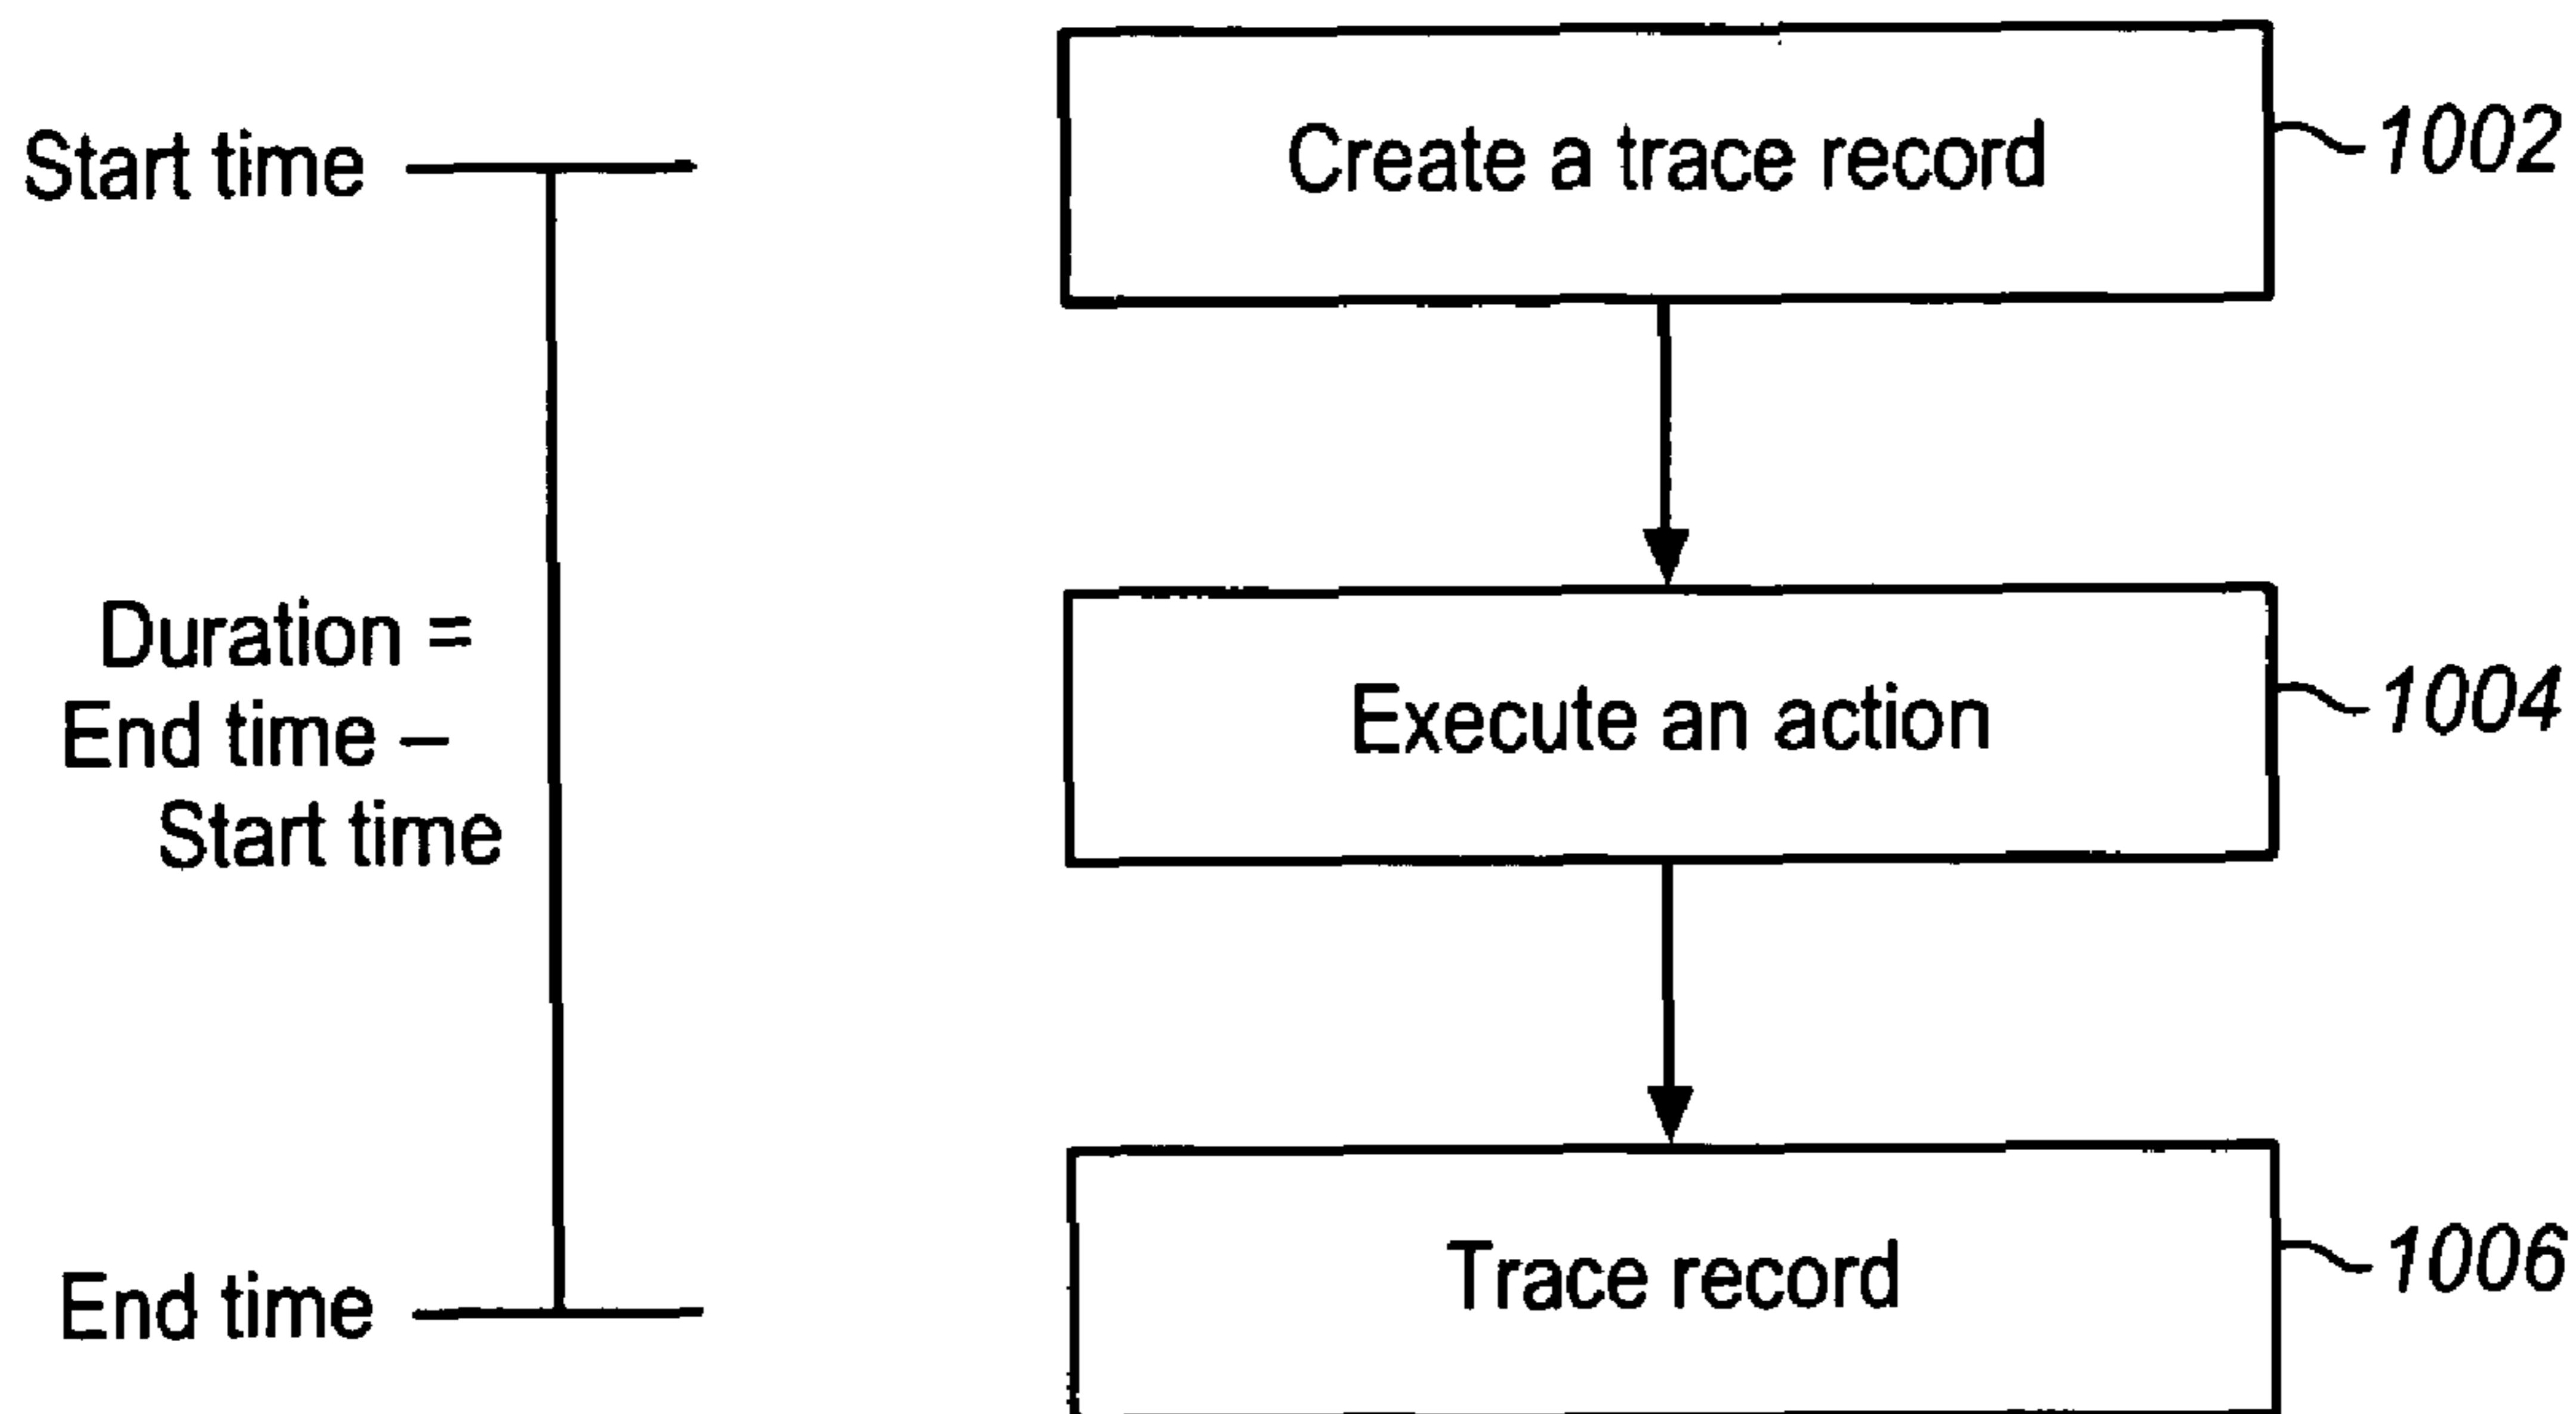 Start time
Create a trace record
1002
Duration =
End time –
Start time
Execute an action
1004
End time
Trace record
1006